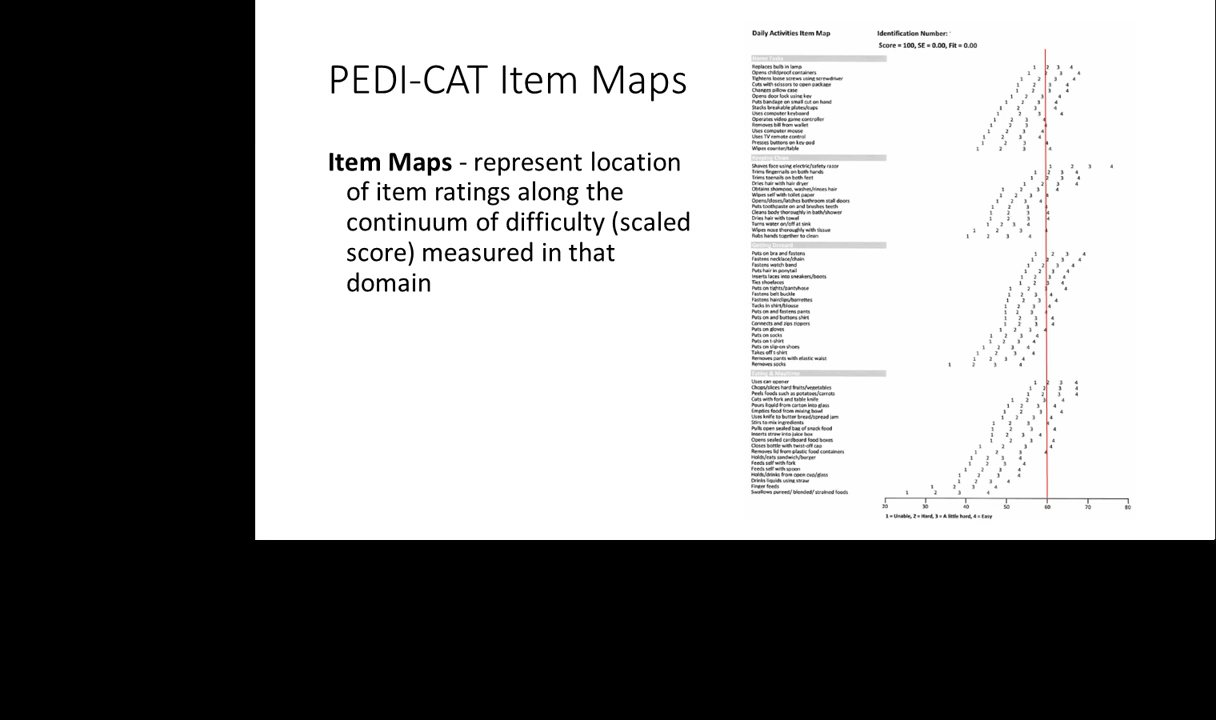 PEDI-CAT Item Maps
Item Maps - represent location
of item ratings along the
continuum of difficulty (scaled
score) measured in that
domain
Daily Activities Item Map
Identification Number:
Score = 100, SE = 0.00, Fit = 0.00
Replaces bulb in lamp
Opens childproof containers
Tightens loose screws using screwdriver
Cuts with scissors to open package
Changes pillow case
Opens door lock using key
Puts bandage on small cut on hand
Stacks breakable plates/cups
Uses computer keyboard
Operates video game controller
Removes bill from wallet
Uses computer mouse
Uses TV remote control
Presses buttons on key pad
Wipes counter/table
Keeping Clean
Shaves face using electric/safety razor
Trims fingernails on both hands
Trims toenails on both feet
Dries hair with hair dryer
Obtains shampoo, washes/rinses hair
Wipes self with toilet paper
Opens/closes/latches bathroom stall doors
Puts toothpaste on and brushes teeth
Cleans body thoroughly in bath/shower
Dries hair with towel
Turns water on/off at sink
Wipes nose thoroughly with tissue
Rubs hands together to clean
Getting Dressed
Puts on bra and fastens
Fastens necklace/chain
Fastens watch band
Puts hair in ponytail
Inserts laces into sneakers/boots
Ties shoelaces
Puts on tights/pantyhose
Fastens belt buckle
Fastens hairclips/barrettes
Tucks in shirt/blouse
Puts on and fastens pants
Puts on and buttons shirt
Connects and zips zippers
Puts on gloves
Puts on socks
Puts on t-shirt
Puts on slip-on shoes
Takes off t-shirt
Removes pants with elastic waist
Removes socks
Eating & Mealtime
Uses can opener
Chops/slices hard fruits/vegetables
Peels foods such as potatoes/carrots
Cuts with fork and table knife
Pours liquid from carton into glass
Empties food from mixing bowl
Uses knife to butter bread/spread jam
Stirs to mix ingredients
Pulls open sealed bag of snack food
Inserts straw into juice box
Opens sealed cardboard food boxes
Closes bottle with twist-off cap
Removes lid from plastic food containers
Holds/eats sandwich/burger
Feeds self with fork
Feeds self with spoon
Holds/drinks from open cup/glass
Drinks liquids using straw
Finger feeds
Swallows pureed/ blended/ strained foods
20 30 40 50 60 70 80
1 = Unable, 2 = Hard, 3 = A little hard, 4 = Easy